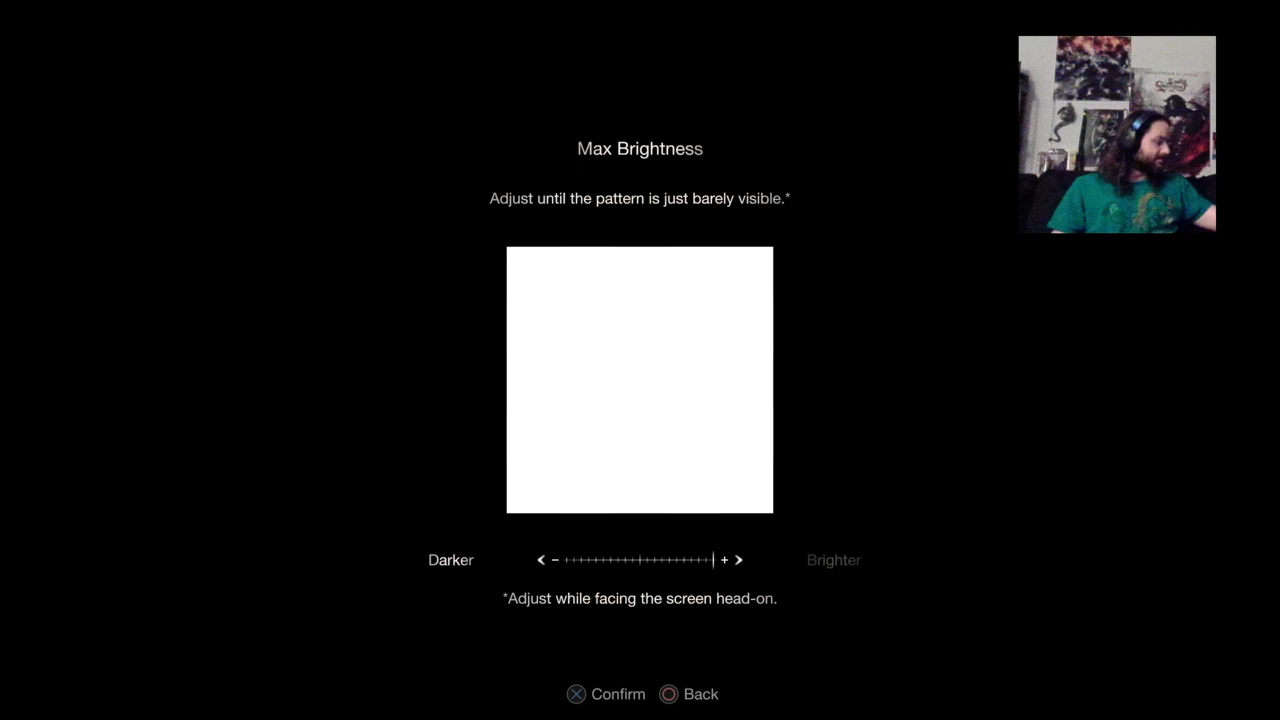 Max Brightness
Adjust until the pattern is just barely visible.*
Darker
Brighter
*Adjust while facing the screen head-on.
Confirm Back